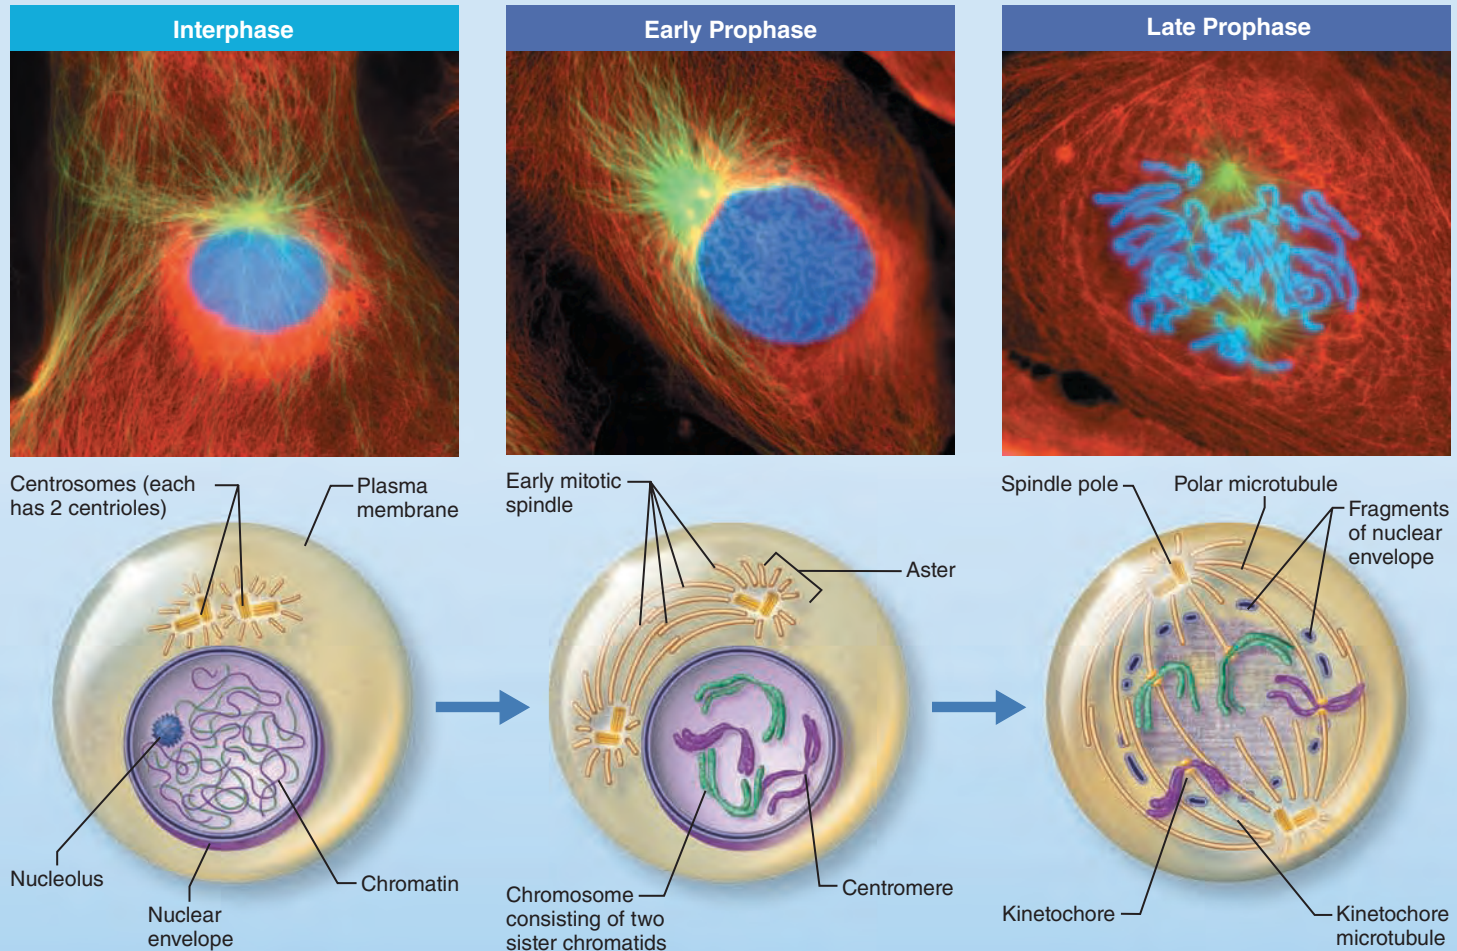 Interphase
Early Prophase
Late Prophase
Centrosomes (each
has 2 centrioles)
Plasma
membrane
Nucleolus
Nuclear
envelope
Chromatin
Early mitotic
spindle
Aster
Chromosome
consisting of two
sister chromatids
Centromere
Spindle pole
Polar microtubule
Fragments
of nuclear
envelope
Kinetochore
Kinetochore
microtubule